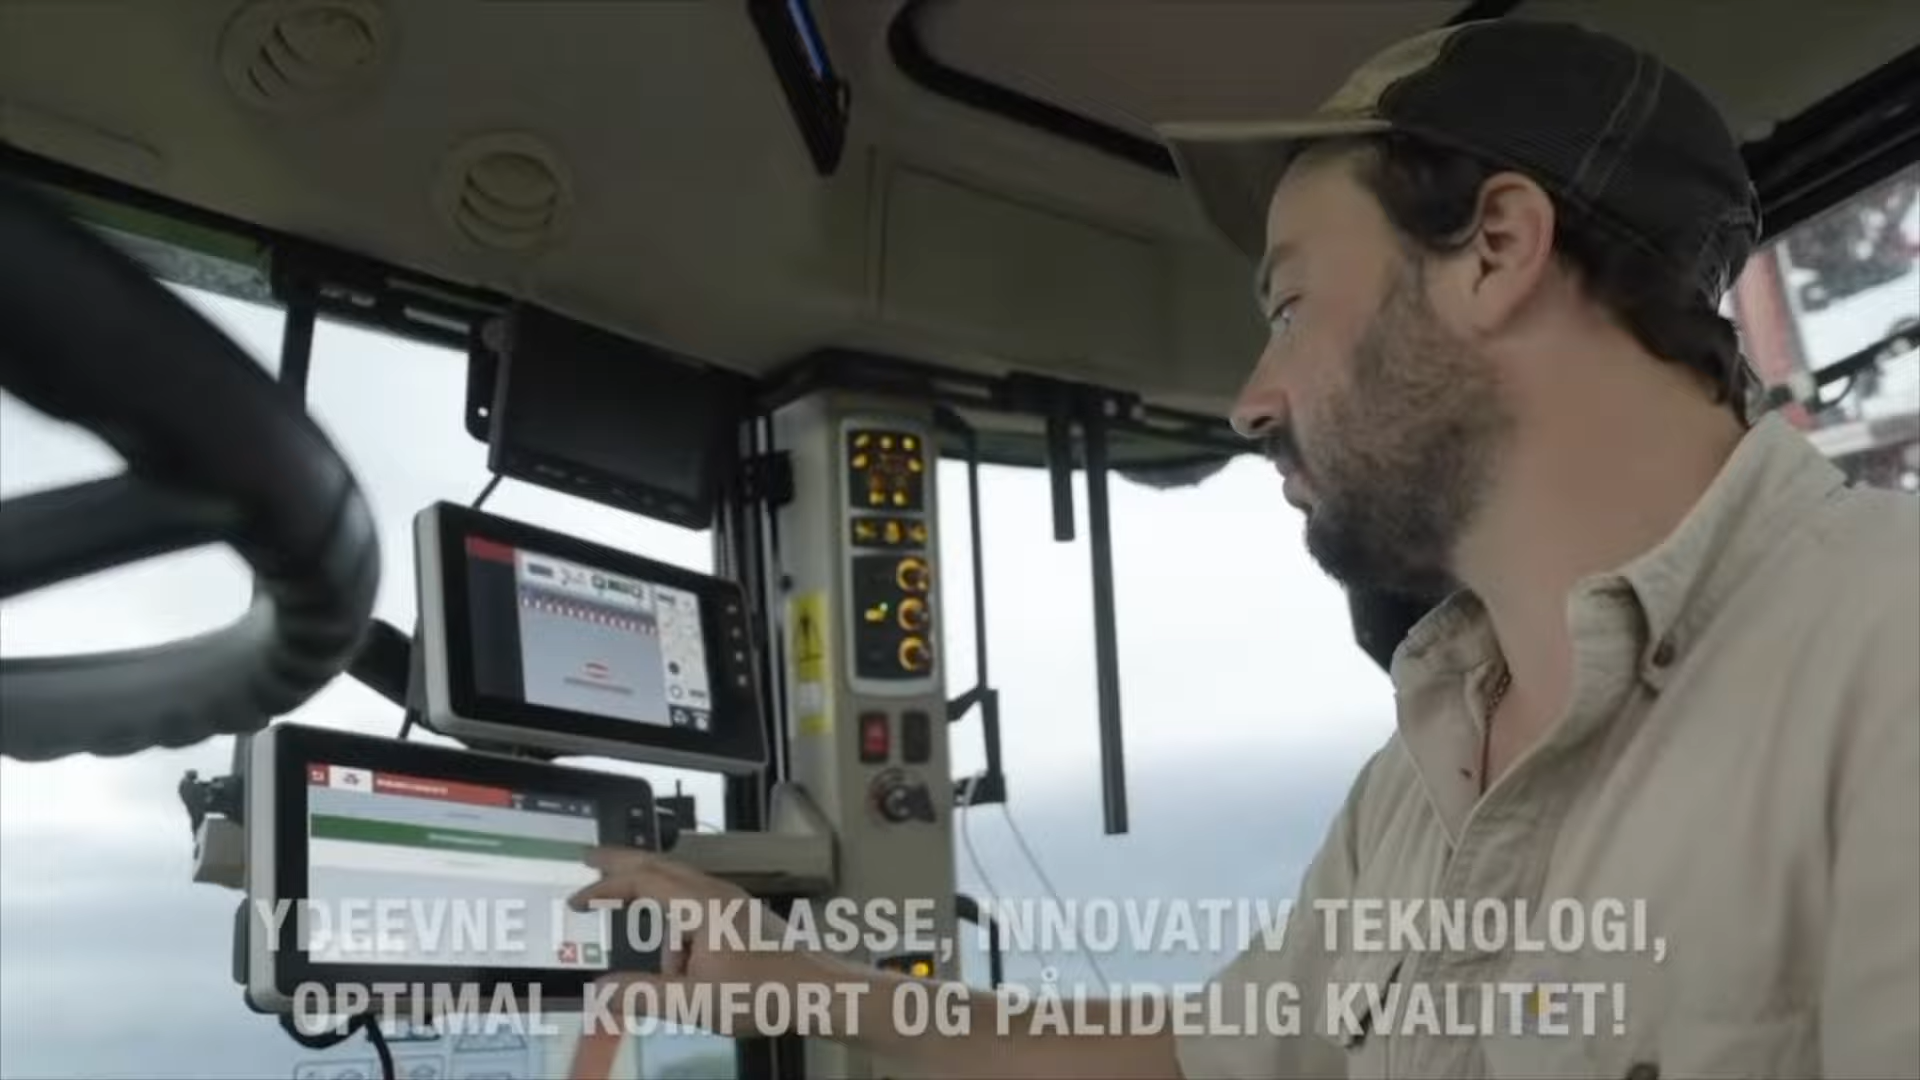 YDEEVNE I TOPKLASSE, INNOVATIV TEKNOLOGI,
OPTIMAL KOMFORT OG PÅLIDELIG KVALITET!